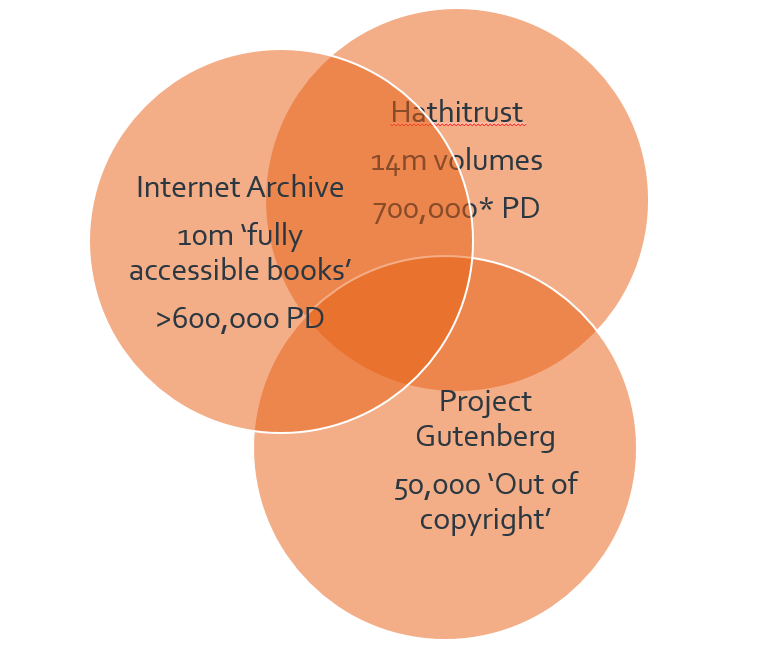 Internet Archive
10m ‘fully
accessible books’
>600,000 PD
Hathitrust
14m volumes
700,000* PD
Project
Gutenberg
50,000 ‘Out of
copyright’